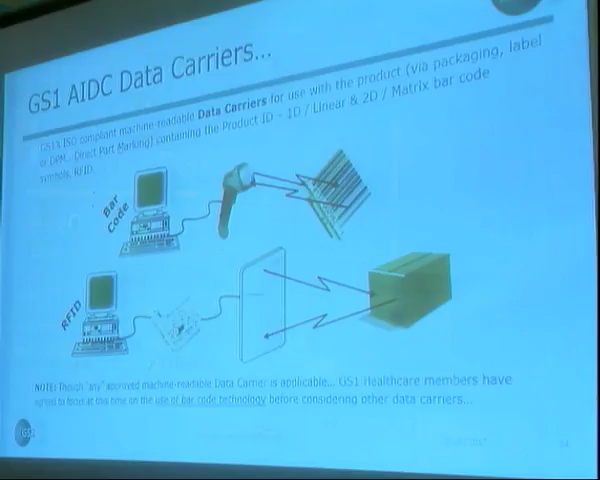 GS1 AIDC Data Carriers...
GS1's ISO compliant machine-readable Data Carriers for use with the product (via packaging, label
or DPM, Direct Part Marking) containing the Product ID - 1D / Linear & 2D / Matrix bar code
symbols, RFID.
Bar
Code
RFID
NOTE: Though "any" approved machine-readable Data Carrier is applicable... GS1 Healthcare members have
agreed to focus at this time on the use of bar code technology before considering other data carriers...
GS1